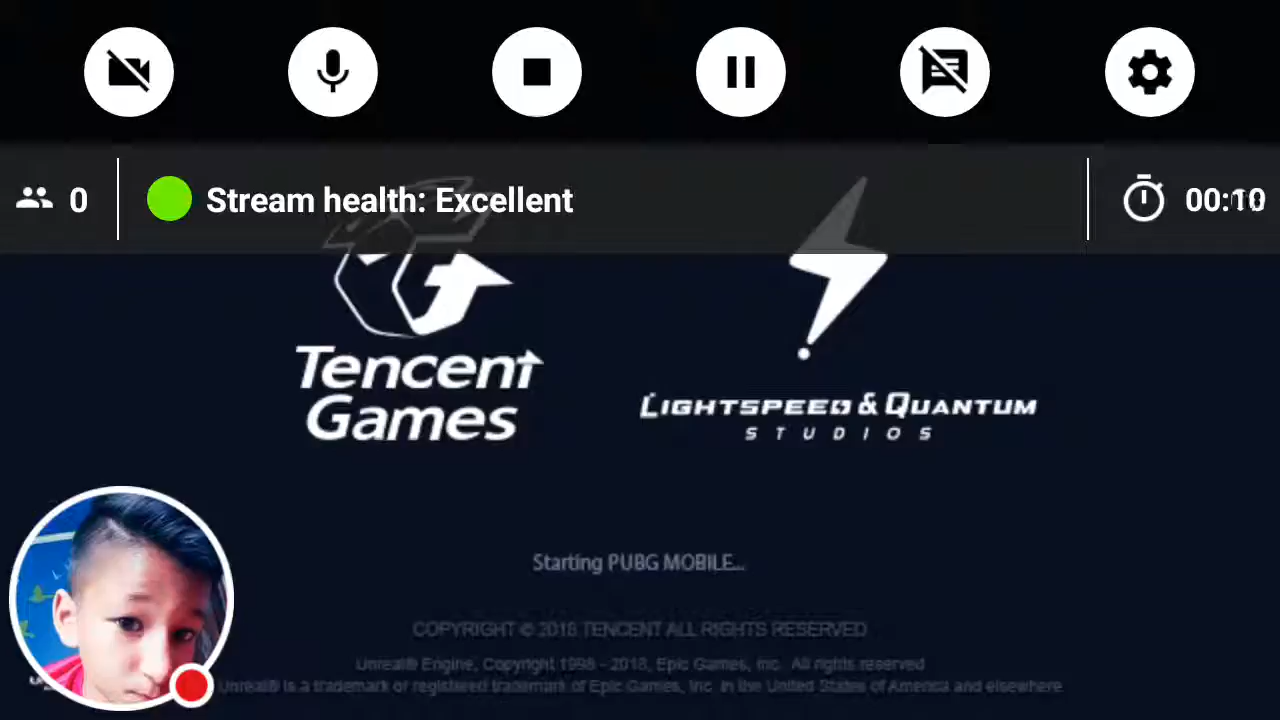 0
Stream health: Excellent
00:10
Tencent
Games
LIGHTSPEED & QUANTUM
STUDIOS
Starting PUBG MOBILE...
COPYRIGHT © 2018 TENCENT ALL RIGHTS RESERVED
Unreal® Engine, Copyright 1998 - 2018, Epic Games, Inc. All rights reserved
Unreal® is a trademark or registered trademark of Epic Games, Inc. in the United States of America and elsewhere